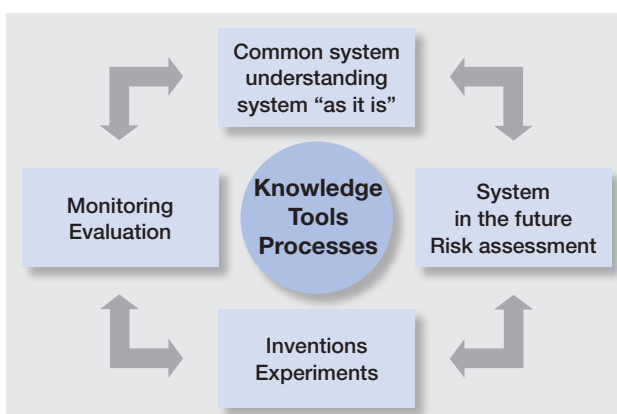 Common system
understanding
system “as it is”
Monitoring
Evaluation
Knowledge
Tools
Processes
System
in the future
Risk assessment
Inventions
Experiments